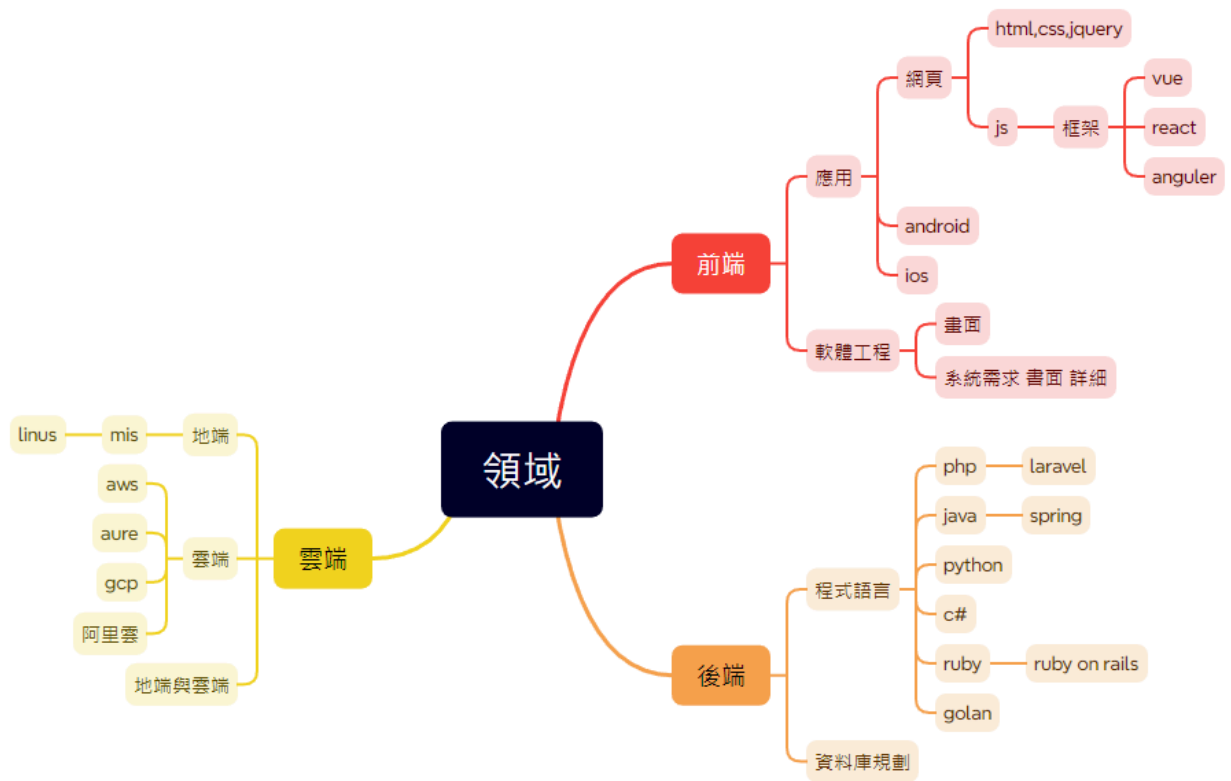 領域
前端
應用
網頁
html,css,jquery
js
框架
vue
react
anguler
android
ios
軟體工程
畫面
系統需求 書面 詳細
後端
程式語言
php
laravel
java
spring
python
c#
ruby
ruby on rails
golan
資料庫規劃
雲端
地端
mis
linus
雲端
aws
aure
gcp
阿里雲
地端與雲端